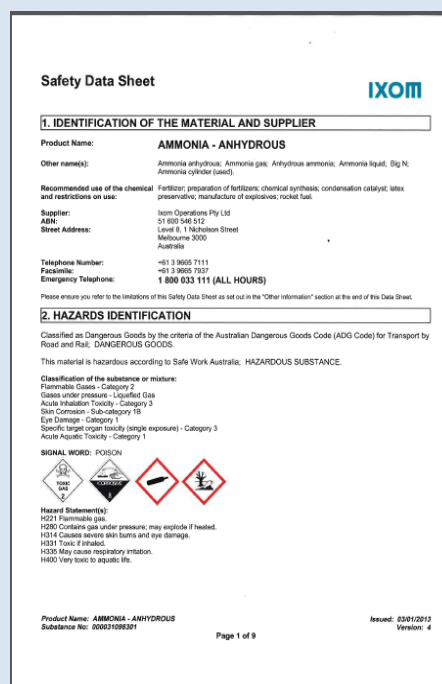 Safety Data Sheet
IXOM
1. IDENTIFICATION OF THE MATERIAL AND SUPPLIER
Product Name: AMMONIA - ANHYDROUS
Other name(s): Ammonia anhydrous; Ammonia gas; Anhydrous ammonia; Ammonia liquid; Big N;
Ammonia cylinder (used).
Recommended use of the chemical Fertilizer; preparation of fertilizers; chemical synthesis; condensation catalyst; latex
and restrictions on use: preservative; manufacture of explosives; rocket fuel.
Supplier: Ixom Operations Pty Ltd
ABN: 51 600 546 512
Street Address: Level 8, 1 Nicholson Street
Melbourne 3000
Australia
Telephone Number: +61 3 9665 7111
Facsimile: +61 3 9665 7937
Emergency Telephone: 1 800 033 111 (ALL HOURS)
Please ensure you refer to the limitations of this Safety Data Sheet as set out in the "Other Information" section at the end of this Data Sheet.
2. HAZARDS IDENTIFICATION
Classified as Dangerous Goods by the criteria of the Australian Dangerous Goods Code (ADG Code) for Transport by
Road and Rail; DANGEROUS GOODS.
This material is hazardous according to Safe Work Australia; HAZARDOUS SUBSTANCE.
Classification of the substance or mixture:
Flammable Gases - Category 2
Gases under pressure - Liquefied Gas
Acute Inhalation Toxicity - Category 3
Skin Corrosion - Sub-category 1B
Eye Damage - Category 1
Specific target organ toxicity (single exposure) - Category 3
Acute Aquatic Toxicity - Category 1
SIGNAL WORD: POISON
TOXIC
GAS
2
CORROSIVE
8
Hazard Statement(s):
H221 Flammable gas.
H280 Contains gas under pressure; may explode if heated.
H314 Causes severe skin burns and eye damage.
H331 Toxic if inhaled.
H335 May cause respiratory irritation.
H400 Very toxic to aquatic life.
Product Name: AMMONIA - ANHYDROUS Issued: 03/01/2013
Substance No: 000031098301 Version: 4
Page 1 of 9